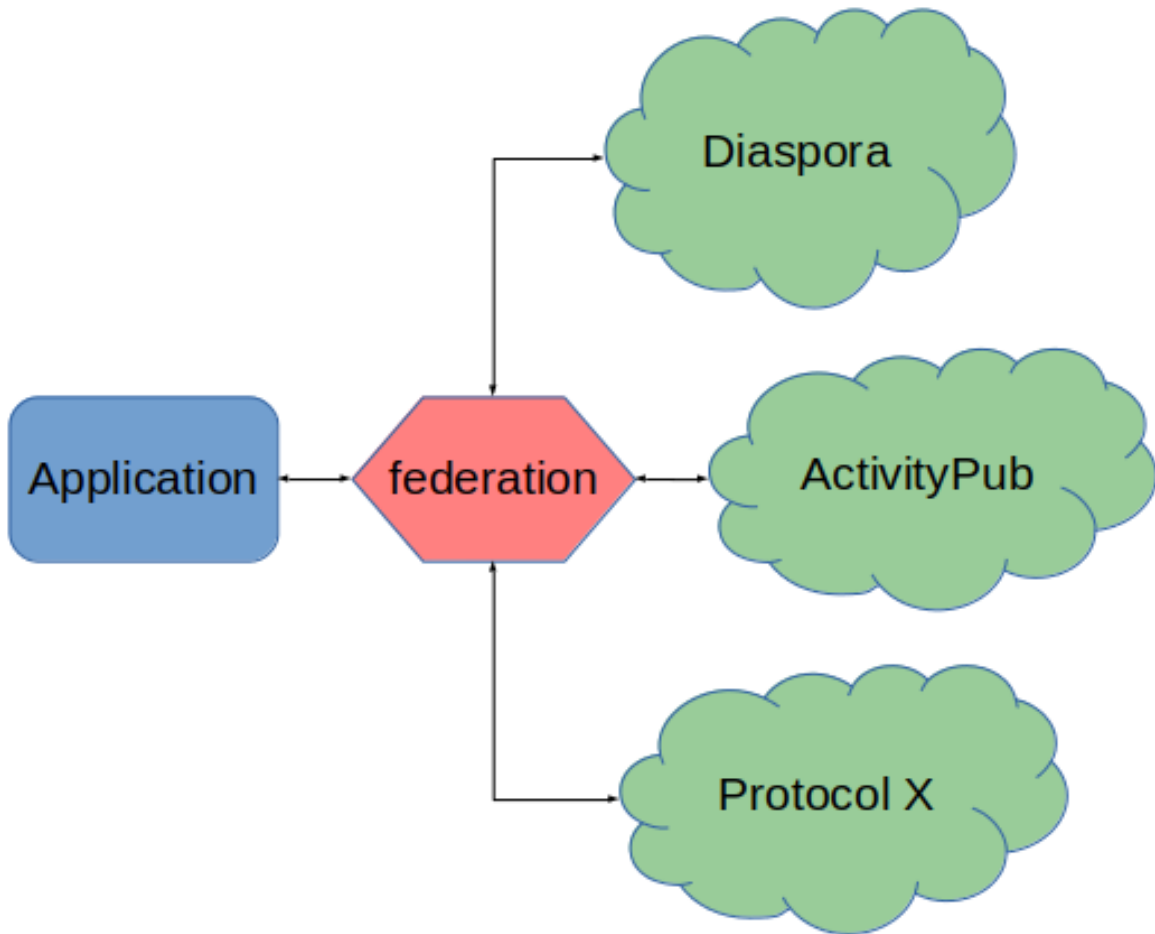 Diaspora
Application
federation
ActivityPub
Protocol X